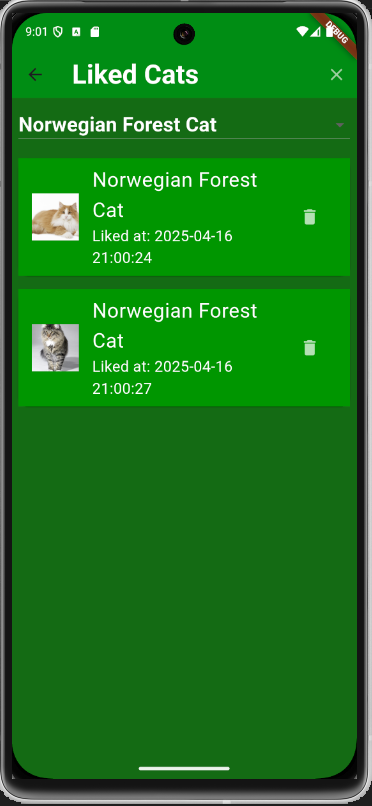 9:01
DEBUG
Liked Cats
Norwegian Forest Cat
Norwegian Forest
Cat
Liked at: 2025-04-16
21:00:24
Norwegian Forest
Cat
Liked at: 2025-04-16
21:00:27